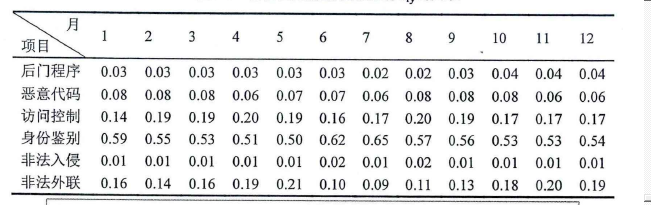 月
项目 1 2 3 4 5 6 7 8 9 10 11 12
后门程序 0.03 0.03 0.03 0.03 0.03 0.03 0.02 0.02 0.03 0.04 0.04 0.04
恶意代码 0.08 0.08 0.08 0.06 0.07 0.07 0.06 0.08 0.08 0.08 0.06 0.06
访问控制 0.14 0.19 0.19 0.20 0.19 0.16 0.17 0.20 0.19 0.17 0.17 0.17
身份鉴别 0.59 0.55 0.53 0.51 0.50 0.62 0.65 0.57 0.56 0.53 0.53 0.54
非法入侵 0.01 0.01 0.01 0.01 0.01 0.02 0.01 0.02 0.01 0.01 0.01 0.01
非法外联 0.16 0.14 0.16 0.19 0.21 0.10 0.09 0.11 0.13 0.18 0.20 0.19